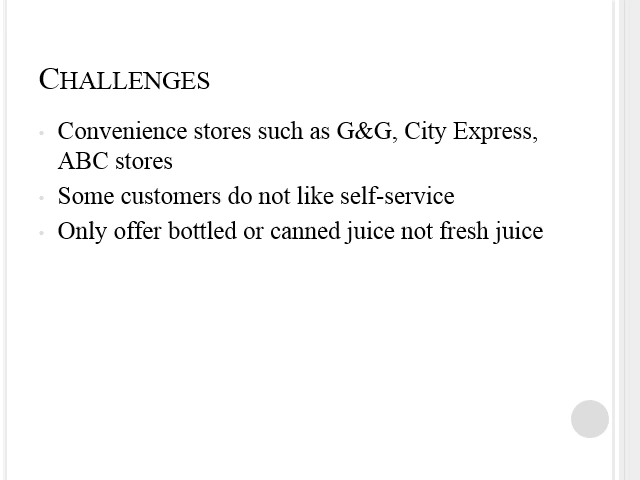 CHALLENGES
• Convenience stores such as G&G, City Express,
ABC stores
• Some customers do not like self-service
• Only offer bottled or canned juice not fresh juice